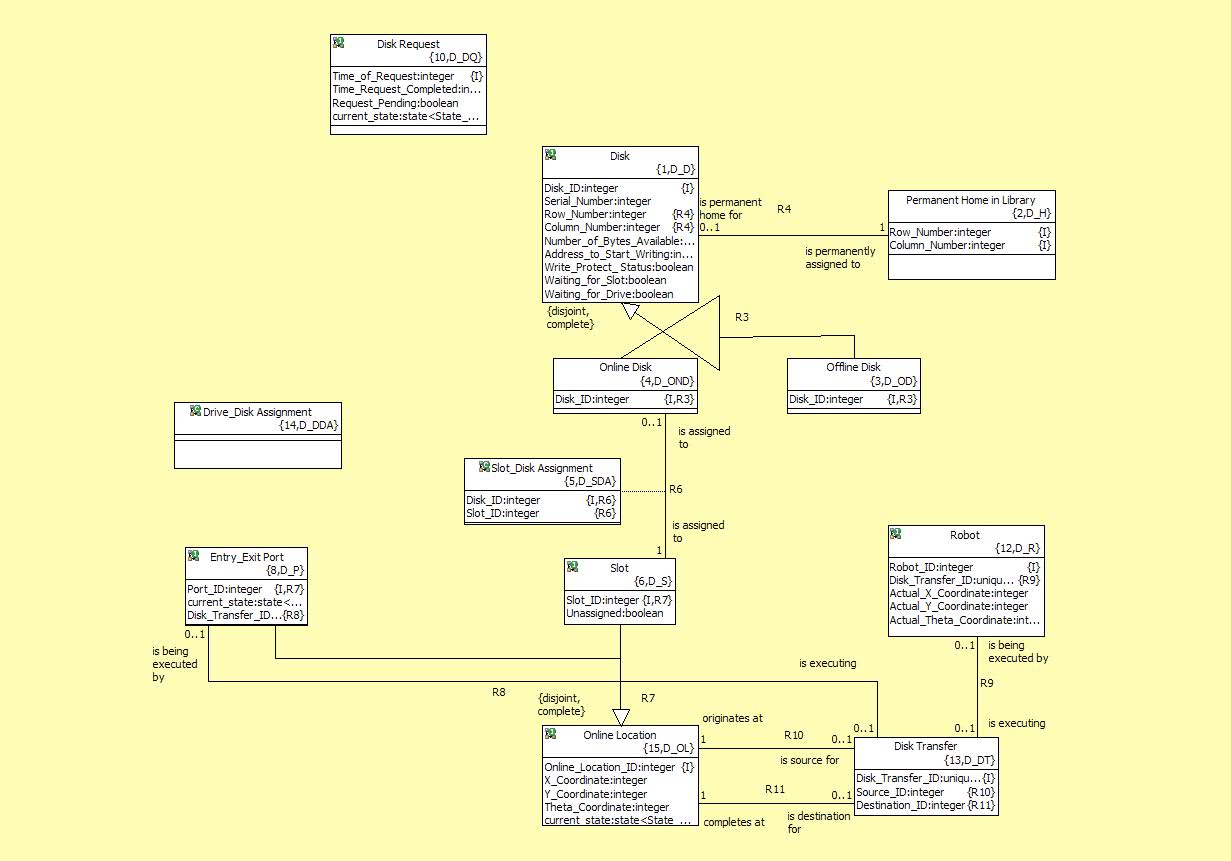 Disk Request
{10,D_DQ}
Time_of_Request:integer {I}
Time_Request_Completed:in...
Request_Pending:boolean
current_state:state<State_...
Disk
{1,D_D}
Disk_ID:integer {I}
Serial_Number:integer
Row_Number:integer {R4}
Column_Number:integer {R4}
Number_of_Bytes_Available:...
Address_to_Start_Writing:in...
Write_Protect_ Status:boolean
Waiting_for_Slot:boolean
Waiting_for_Drive:boolean
is permanent
home for
R4
0..1
1
is permanently
assigned to
Permanent Home in Library
{2,D_H}
Row_Number:integer {I}
Column_Number:integer {I}
{disjoint,
complete}
R3
Online Disk
{4,D_OND}
Disk_ID:integer {I,R3}
Offline Disk
{3,D_OD}
Disk_ID:integer {I,R3}
Drive_Disk Assignment
{14,D_DDA}
0..1
is assigned
to
Slot_Disk Assignment
{5,D_SDA}
Disk_ID:integer {I,R6}
Slot_ID:integer {R6}
R6
is assigned
to
1
Entry_Exit Port
{8,D_P}
Port_ID:integer {I,R7}
current_state:state<...
Disk_Transfer_ID...{R8}
Slot
{6,D_S}
Slot_ID:integer {I,R7}
Unassigned:boolean
Robot
{12,D_R}
Robot_ID:integer {I}
Disk_Transfer_ID:uniqu... {R9}
Actual_X_Coordinate:integer
Actual_Y_Coordinate:integer
Actual_Theta_Coordinate:int...
0..1
is being
executed
by
R8
{disjoint,
complete}
R7
is executing
0..1
0..1
is being
executed by
R9
0..1
is executing
Online Location
{15,D_OL}
Online_Location_ID:integer {I}
X_Coordinate:integer
Y_Coordinate:integer
Theta_Coordinate:integer
current_state:state<State_...
originates at
1
R10
0..1
is source for
R11
1
0..1
completes at
is destination
for
Disk Transfer
{13,D_DT}
Disk_Transfer_ID:uniqu...{I}
Source_ID:integer {R10}
Destination_ID:integer {R11}